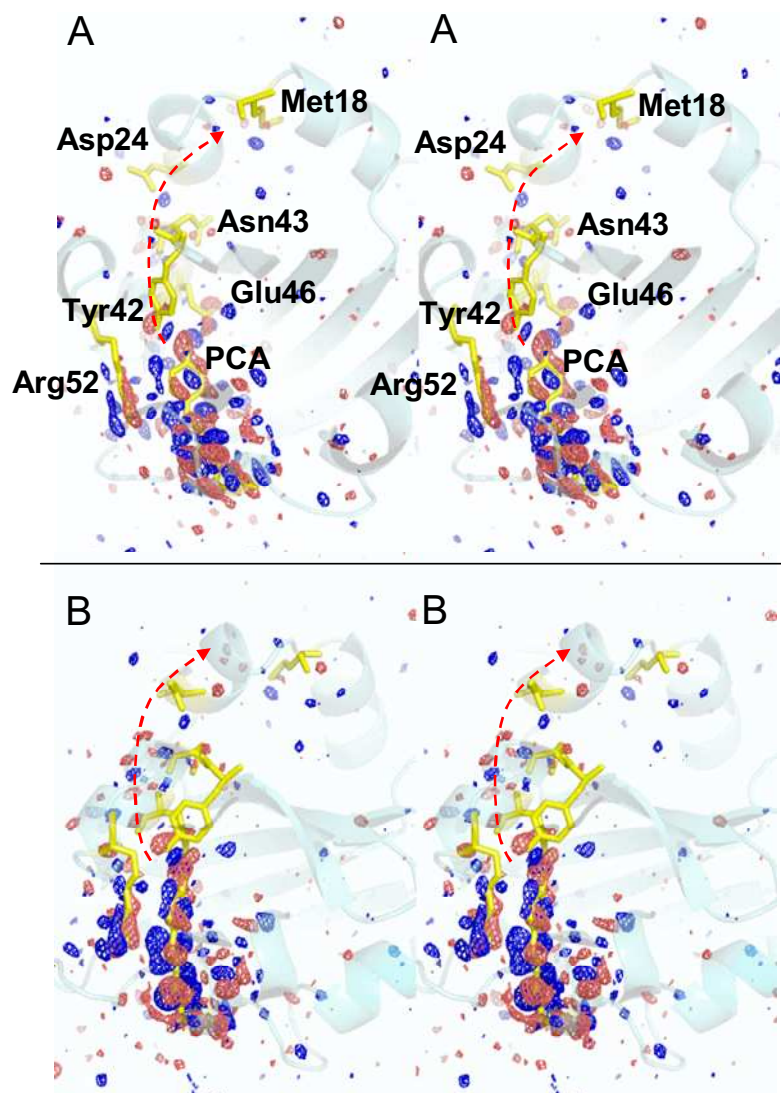 A A
Met18 Met18
Asp24 Asp24
Asn43 Asn43
Glu46 Glu46
Tyr42 Tyr42
PCA PCA
Arg52 Arg52
B B